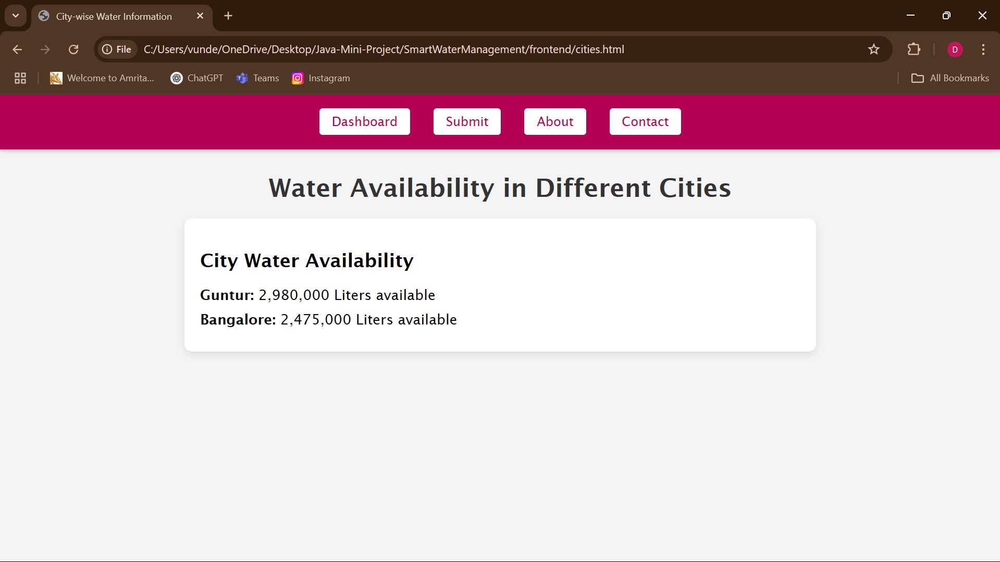 City-wise Water Information
File C:/Users/vunde/OneDrive/Desktop/Java-Mini-Project/SmartWaterManagement/frontend/cities.html D
Welcome to Amrita... ChatGPT Teams Instagram All Bookmarks
Dashboard Submit About Contact
Water Availability in Different Cities
City Water Availability
Guntur: 2,980,000 Liters available
Bangalore: 2,475,000 Liters available